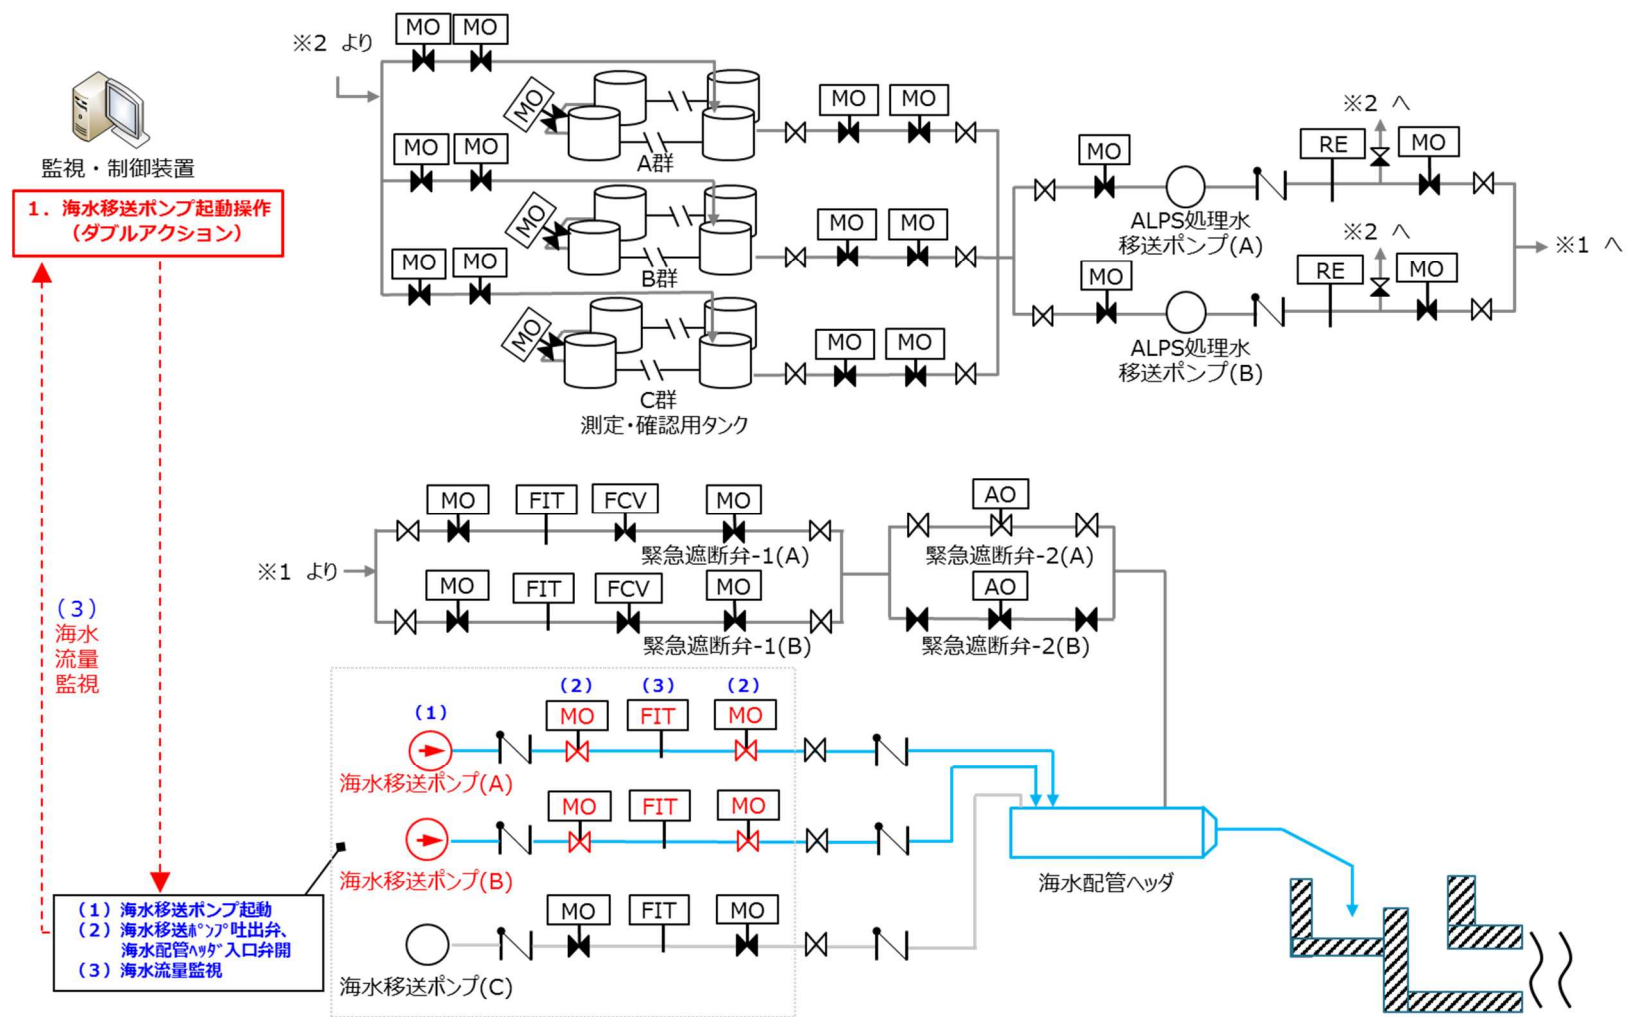 ※2 より
MO
MO
監視・制御装置
1．海水移送ポンプ起動操作
（ダブルアクション）
MO
MO
MO
MO
MO
A群
MO
MO
MO
B群
MO
MO
MO
MO
MO
C群
測定・確認用タンク
MO
MO
※2 へ
MO
RE
MO
ALPS処理水
移送ポンプ(A)
※2 へ
※1 へ
MO
RE
MO
ALPS処理水
移送ポンプ(B)
MO
FIT
FCV
MO
緊急遮断弁-1(A)
AO
緊急遮断弁-2(A)
※1 より
MO
FIT
FCV
MO
緊急遮断弁-1(B)
AO
緊急遮断弁-2(B)
（3）
海水
流量
監視
（1）
（2）
（3）
（2）
MO
FIT
MO
海水移送ポンプ(A)
MO
FIT
MO
海水移送ポンプ(B)
MO
FIT
MO
海水移送ポンプ(C)
海水配管ヘッダ
（1）海水移送ポンプ起動
（2）海水移送ﾎﾟﾝﾌﾟ吐出弁、
海水配管ﾍｯﾀﾞ入口弁開
（3）海水流量監視